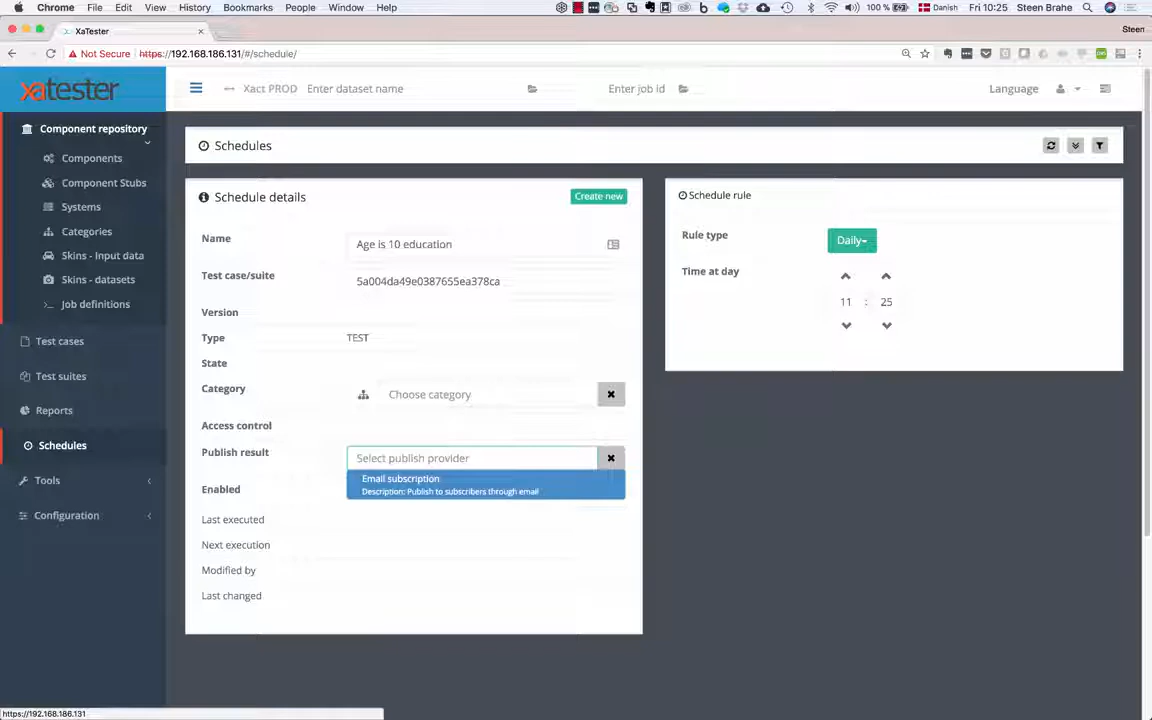 Chrome File Edit View History Bookmarks People Window Help 100 % Danish Fri 10:25 Steen Brahe
XaTester
Steen
Not Secure https://192.168.186.131/#/schedule/
xatester
Xact PROD Enter dataset name Enter job id Language
Component repository
Components
Component Stubs
Systems
Categories
Skins - Input data
Skins - datasets
Job definitions
Test cases
Test suites
Reports
Schedules
Tools
Configuration
Schedules
Schedule details Create new
Name Age is 10 education
Test case/suite 5a004da49e0387655ea378ca
Version
Type TEST
State
Category Choose category
Access control
Publish result Select publish provider
Email subscription
Description: Publish to subscribers through email
Enabled
Last executed
Next execution
Modified by
Last changed
Schedule rule
Rule type Daily
Time at day
11 : 25
https://192.168.186.131